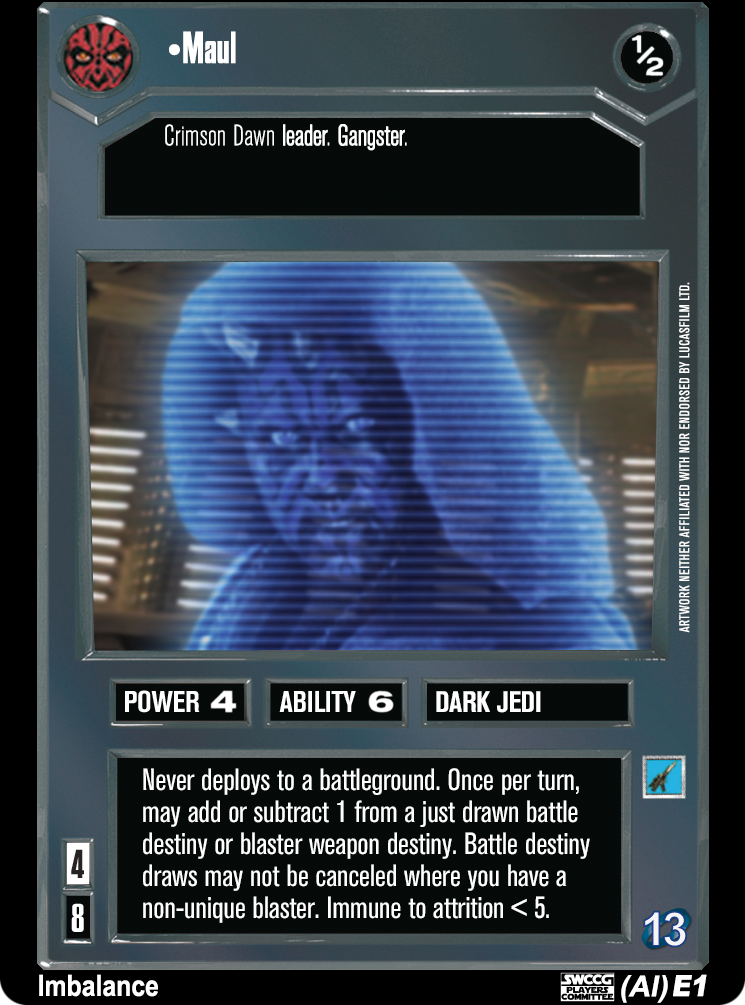 •Maul
1/2
Crimson Dawn leader. Gangster.
ARTWORK NEITHER AFFILIATED WITH NOR ENDORSED BY LUCASFILM LTD.
POWER 4
ABILITY 6
DARK JEDI
Never deploys to a battleground. Once per turn,
may add or subtract 1 from a just drawn battle
destiny or blaster weapon destiny. Battle destiny
draws may not be canceled where you have a
non-unique blaster. Immune to attrition < 5.
4
8
13
Imbalance
SWCCG
PLAYERS
COMMITTEE
(AI) E1